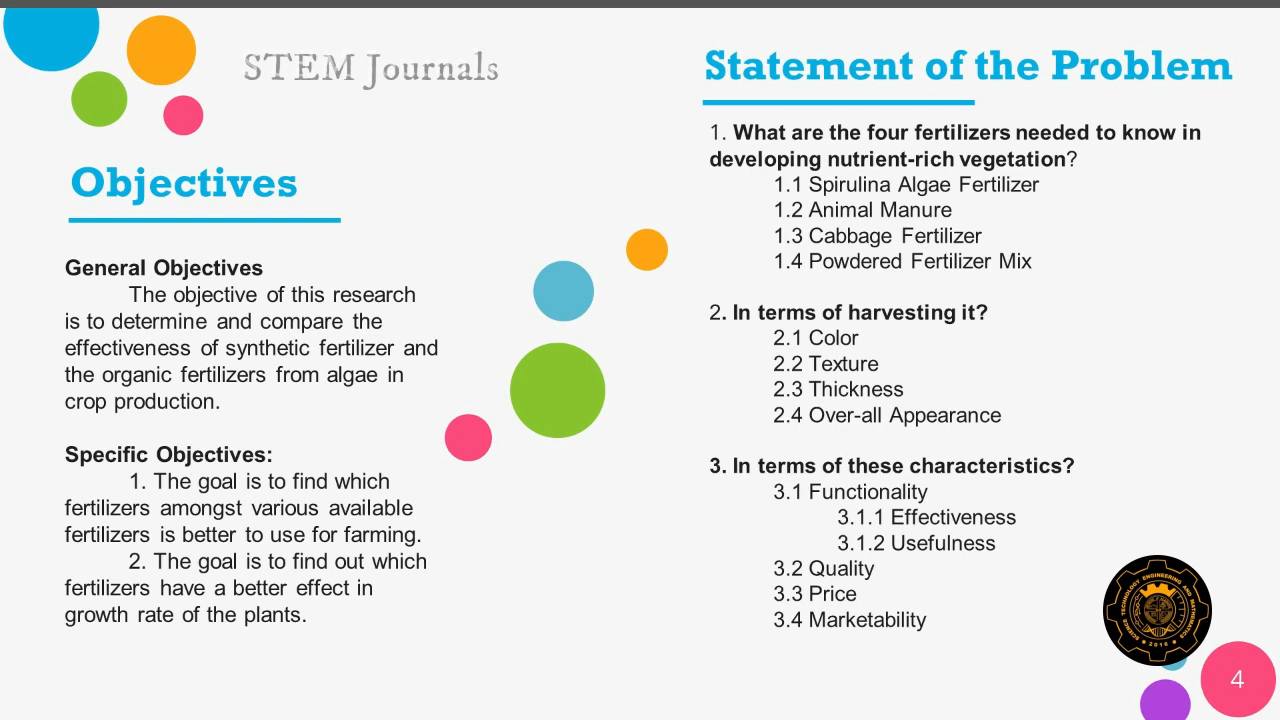 STEM Journals
Objectives
General Objectives
The objective of this research
is to determine and compare the
effectiveness of synthetic fertilizer and
the organic fertilizers from algae in
crop production.
Specific Objectives:
1. The goal is to find which
fertilizers amongst various available
fertilizers is better to use for farming.
2. The goal is to find out which
fertilizers have a better effect in
growth rate of the plants.
Statement of the Problem
1. What are the four fertilizers needed to know in
developing nutrient-rich vegetation?
1.1 Spirulina Algae Fertilizer
1.2 Animal Manure
1.3 Cabbage Fertilizer
1.4 Powdered Fertilizer Mix
2. In terms of harvesting it?
2.1 Color
2.2 Texture
2.3 Thickness
2.4 Over-all Appearance
3. In terms of these characteristics?
3.1 Functionality
3.1.1 Effectiveness
3.1.2 Usefulness
3.2 Quality
3.3 Price
3.4 Marketability
SCIENCE TECHNOLOGY ENGINEERING AND MATHEMATICS
2016
4